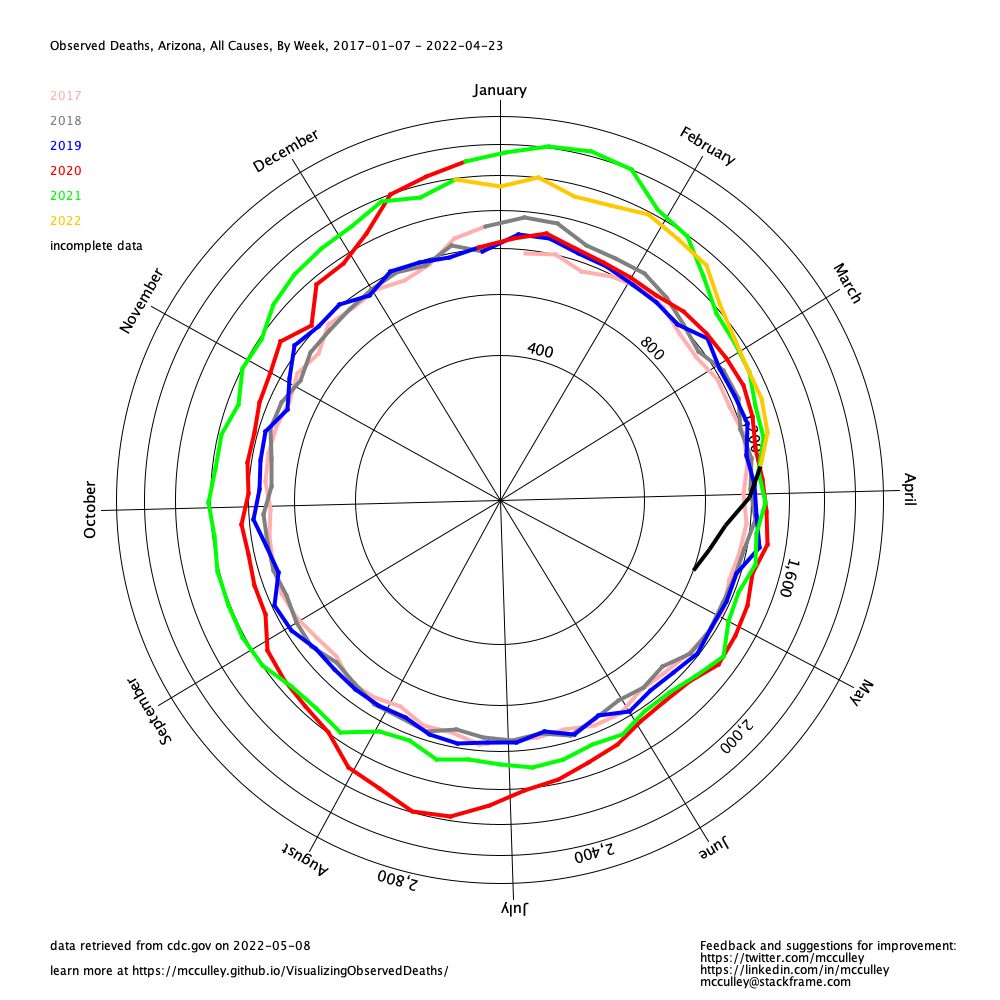 Observed Deaths, Arizona, All Causes, By Week, 2017-01-07 - 2022-04-23
January
2017
2018
2019
2020
2021
2022
incomplete data
December
February
November
March
400
800
1,200
October
April
1,600
September
May
2,000
August
June
2,400
2,800
July
data retrieved from cdc.gov on 2022-05-08
learn more at https://mcculley.github.io/VisualizingObservedDeaths/
Feedback and suggestions for improvement:
https://twitter.com/mcculley
https://linkedin.com/in/mcculley
mcculley@stackframe.com